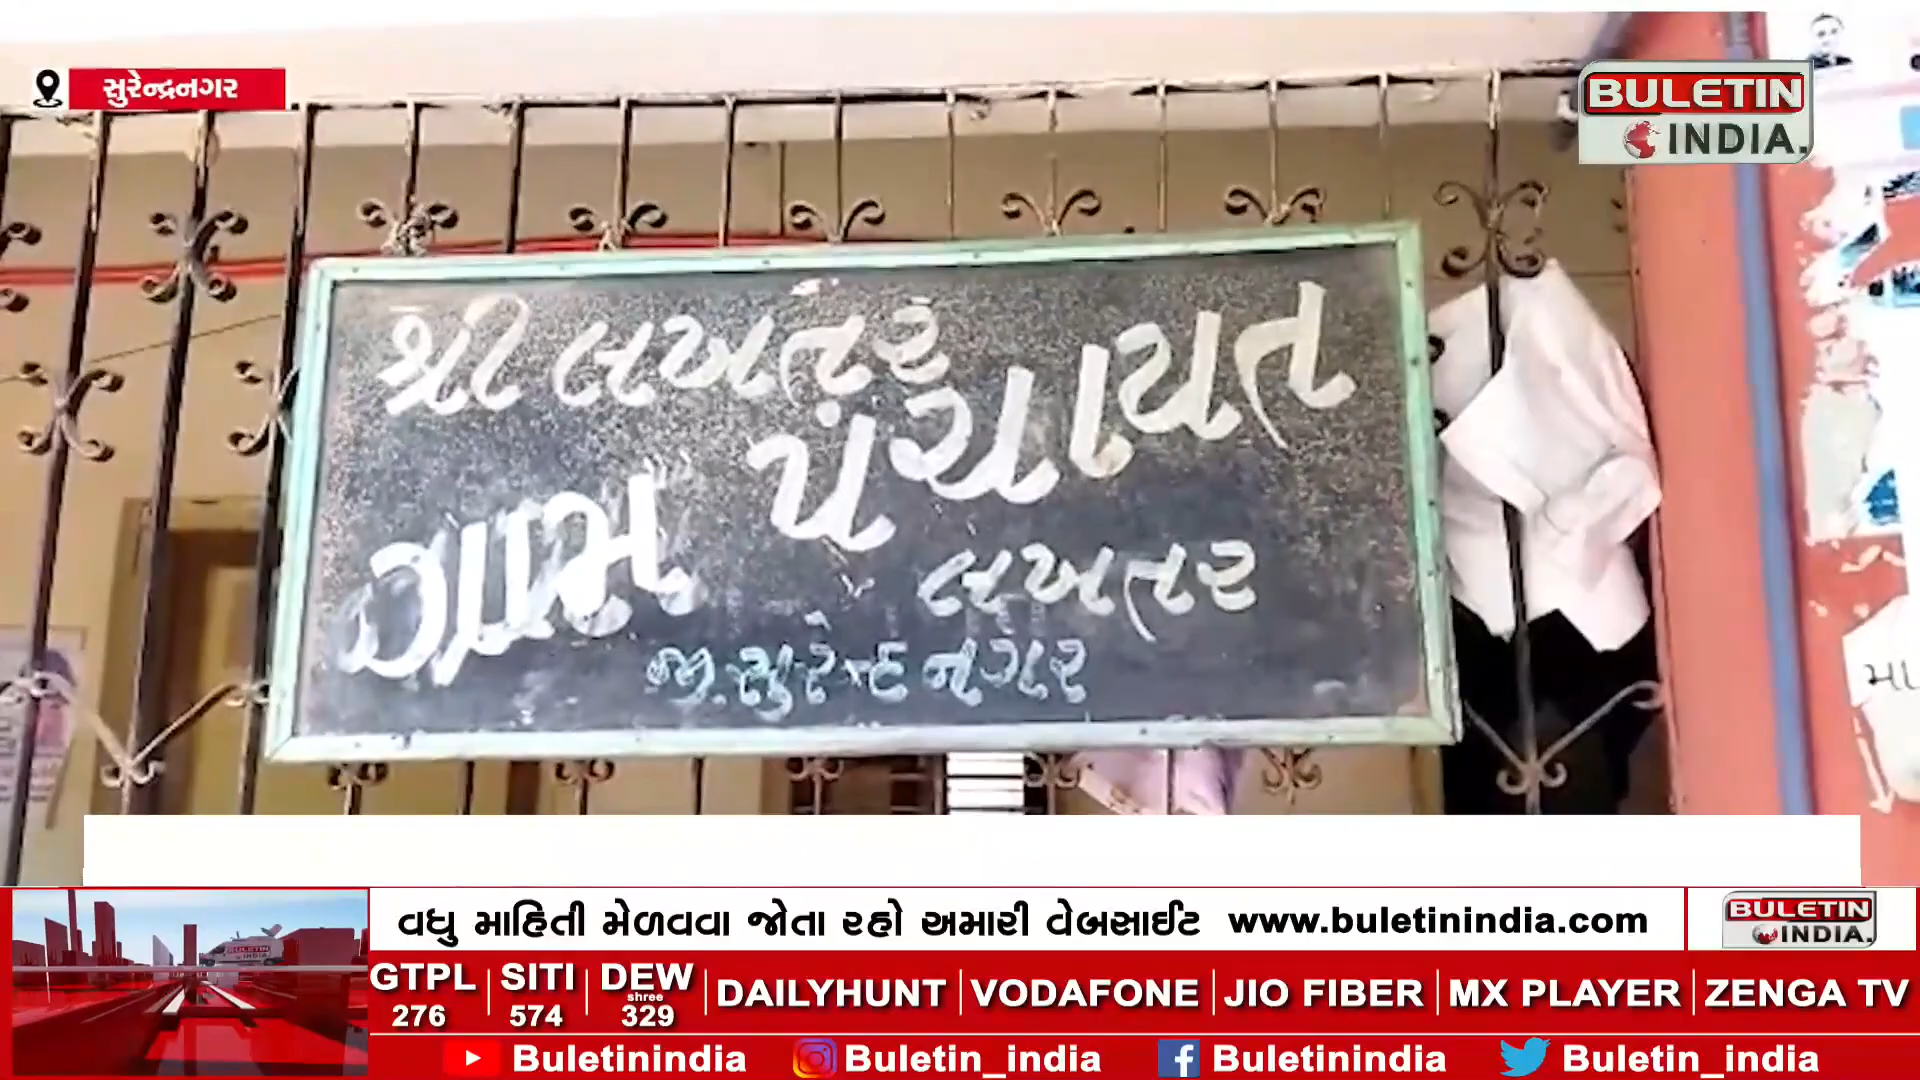 સુરેન્દ્રનગર
BULETIN
INDIA.
શ્રી લખતર
ગ્રામ પંચાયત
લખતર
જી.સુરેન્દ્રનગર
મા
વધુ માહિતી મેળવવા જોતા રહો અમારી વેબસાઈટ www.buletinindia.com
BULETIN
INDIA.
GTPL 276 | SITI 574 | DEW shree 329 | DAILYHUNT | VODAFONE | JIO FIBER | MX PLAYER | ZENGA TV
Buletinindia Buletin_india Buletinindia Buletin_india